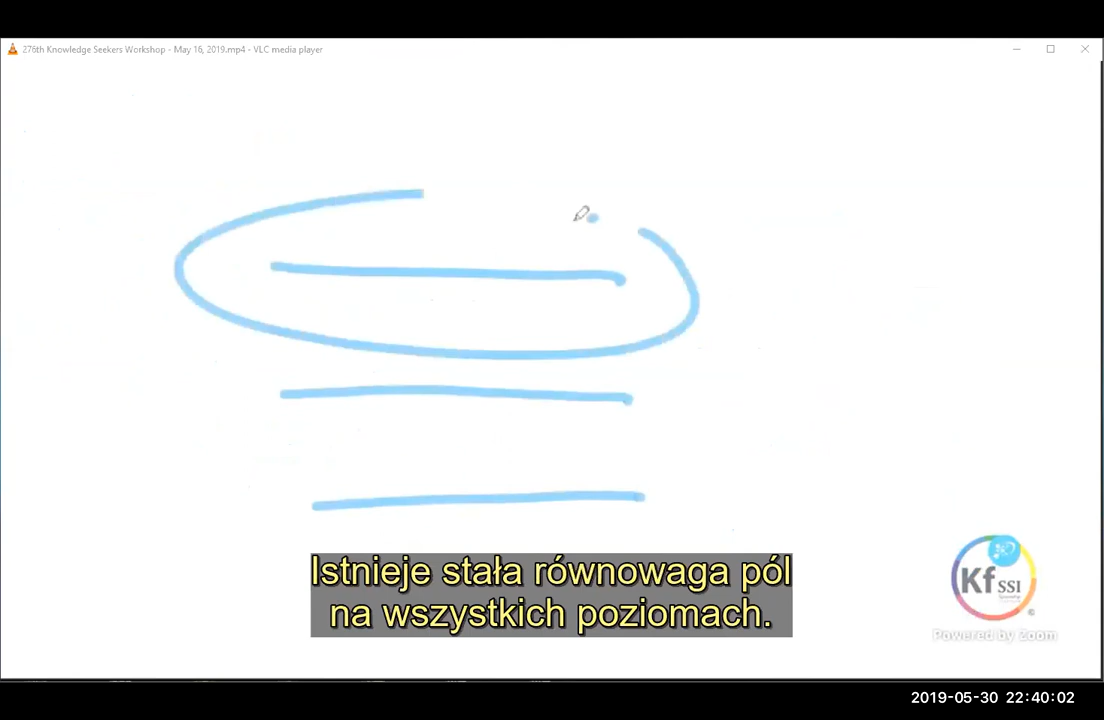 276th Knowledge Seekers Workshop - May 16, 2019.mp4 - VLC media player
Istnieje stała równowaga pól
na wszystkich poziomach.
Kf SSI
Powered by Zoom
2019-05-30 22:40:02